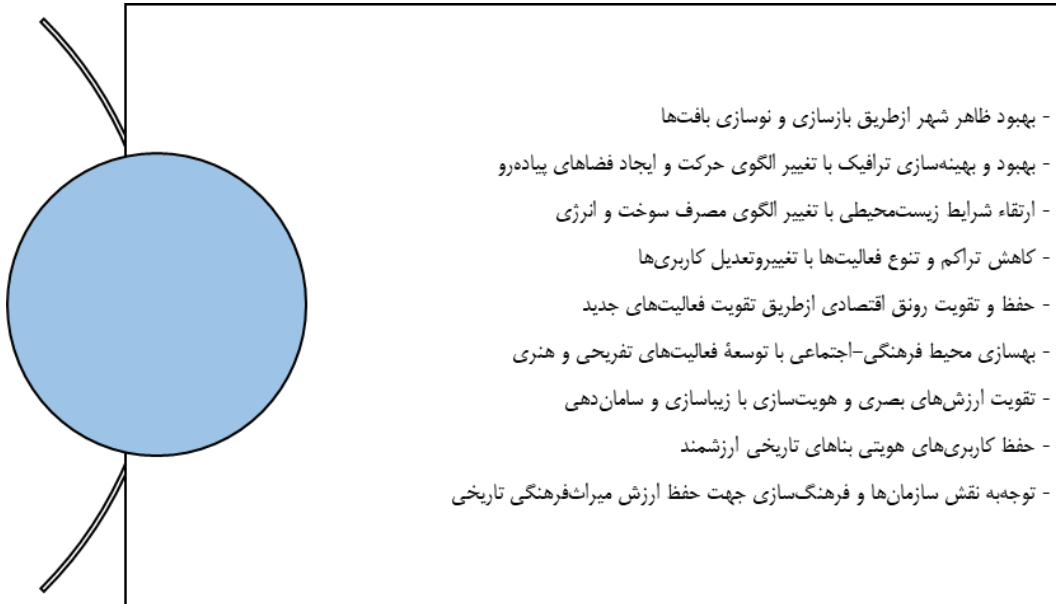 - بهبود ظاهر شهر ازطریق بازسازی و نوسازی بافت‌ها
- بهبود و بهینه‌سازی ترافیک با تغییر الگوی حرکت و ایجاد فضاهای پیاده‌رو
- ارتقاء شرایط زیست‌محیطی با تغییر الگوی مصرف سوخت و انرژی
- کاهش تراکم و تنوع فعالیت‌ها با تغییروتعدیل کاربری‌ها
- حفظ و تقویت رونق اقتصادی ازطریق تقویت فعالیت‌های جدید
- بهسازی محیط فرهنگی-اجتماعی با توسعهٔ فعالیت‌های تفریحی و هنری
- تقویت ارزش‌های بصری و هویت‌سازی با زیباسازی و سامان‌دهی
- حفظ کاربری‌های هویتی بناهای تاریخی ارزشمند
- توجه‌به نقش سازمان‌ها و فرهنگ‌سازی جهت حفظ ارزش میراث‌فرهنگی تاریخی